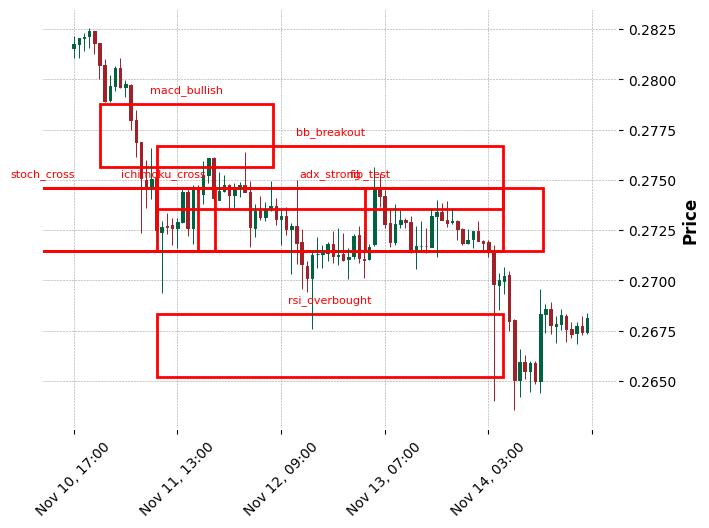 0.2825
0.2800
macd_bullish
0.2775
bb_breakout
stoch_cross
ichimoku_cross
adx_strong
fib_test
0.2750
0.2725
Price
0.2700
rsi_overbought
0.2675
0.2650
Nov 10, 17:00
Nov 11, 13:00
Nov 12, 09:00
Nov 13, 07:00
Nov 14, 03:00